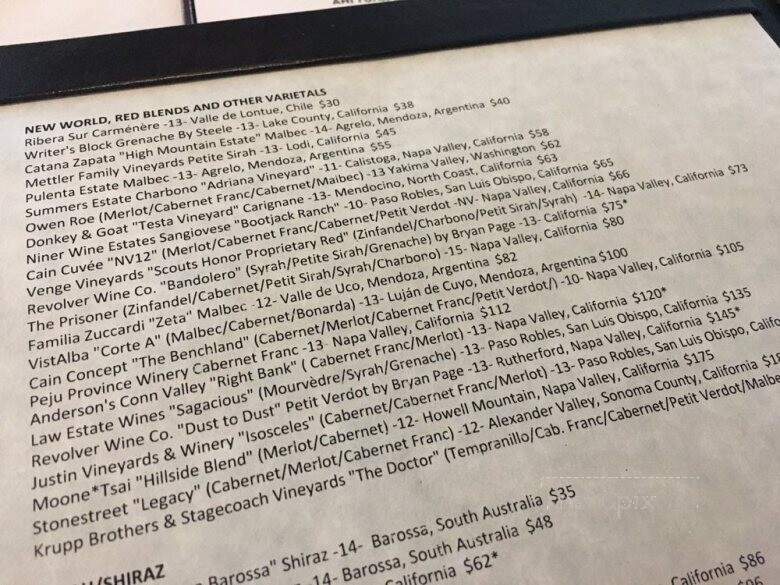 NEW WORLD, RED BLENDS AND OTHER VARIETALS
Ribera Sur Carménère -13- Valle de Lontue, Chile $30
Writer's Block Grenache By Steele -13- Lake County, California $38
Catana Zapata "High Mountain Estate" Malbec -14- Agrelo, Mendoza, Argentina $40
Mettler Family Vineyards Petite Sirah -13- Lodi, California $45
Pulenta Estate Malbec -13- Agrelo, Mendoza, Argentina $55
Summers Estate Charbono "Adriana Vineyard" -11- Calistoga, Napa Valley, California $58
Owen Roe (Merlot/Cabernet Franc/Cabernet/Malbec) -13 Yakima Valley, Washington $62
Donkey & Goat "Testa Vineyard" Carignane -13- Mendocino, North Coast, California $63
Niner Wine Estates Sangiovese "Bootjack Ranch" -10- Paso Robles, San Luis Obispo, California $65
Cain Cuvée "NV12" (Merlot/Cabernet Franc/Cabernet/Petit Verdot -NV- Napa Valley, California $66
Venge Vineyards "Scouts Honor Proprietary Red" (Zinfandel/Charbono/Petit Sirah/Syrah) -14- Napa Valley, California $73
Revolver Wine Co. "Bandolero" (Syrah/Petite Sirah/Grenache) by Bryan Page -13- California $75*
The Prisoner (Zinfandel/Cabernet/Petit Sirah/Syrah/Charbono) -15- Napa Valley, California $80
Familia Zuccardi "Zeta" Malbec -12- Valle de Uco, Mendoza, Argentina $82
VistAlba "Corte A" (Malbec/Cabernet/Bonarda) -13- Luján de Cuyo, Mendoza, Argentina $100
Cain Concept "The Benchland" (Cabernet/Merlot/Cabernet Franc/Petit Verdot/) -10- Napa Valley, California $105
Peju Province Winery Cabernet Franc -13- Napa Valley, California $112
Anderson's Conn Valley "Right Bank" ( Cabernet Franc/Merlot) -13- Napa Valley, California $120*
Law Estate Wines "Sagacious" (Mourvèdre/Syrah/Grenache) -13- Paso Robles, San Luis Obispo, California $135
Revolver Wine Co. "Dust to Dust" Petit Verdot by Bryan Page -13- Rutherford, Napa Valley, California $145*
Justin Vineyards & Winery "Isosceles" (Cabernet/Cabernet Franc/Merlot) -13- Paso Robles, San Luis Obispo, Califo
Moone*Tsai "Hillside Blend" (Merlot/Cabernet) -12- Howell Mountain, Napa Valley, California $175
Stonestreet "Legacy" (Cabernet/Merlot/Cabernet Franc) -12- Alexander Valley, Sonoma County, California $18
Krupp Brothers & Stagecoach Vineyards "The Doctor" (Tempranillo/Cab. Franc/Cabernet/Petit Verdot/Malbe
/SHIRAZ
Barossa" Shiraz -14- Barossa, South Australia $35
-14- Barossa, South Australia $48
California $62*
California $86